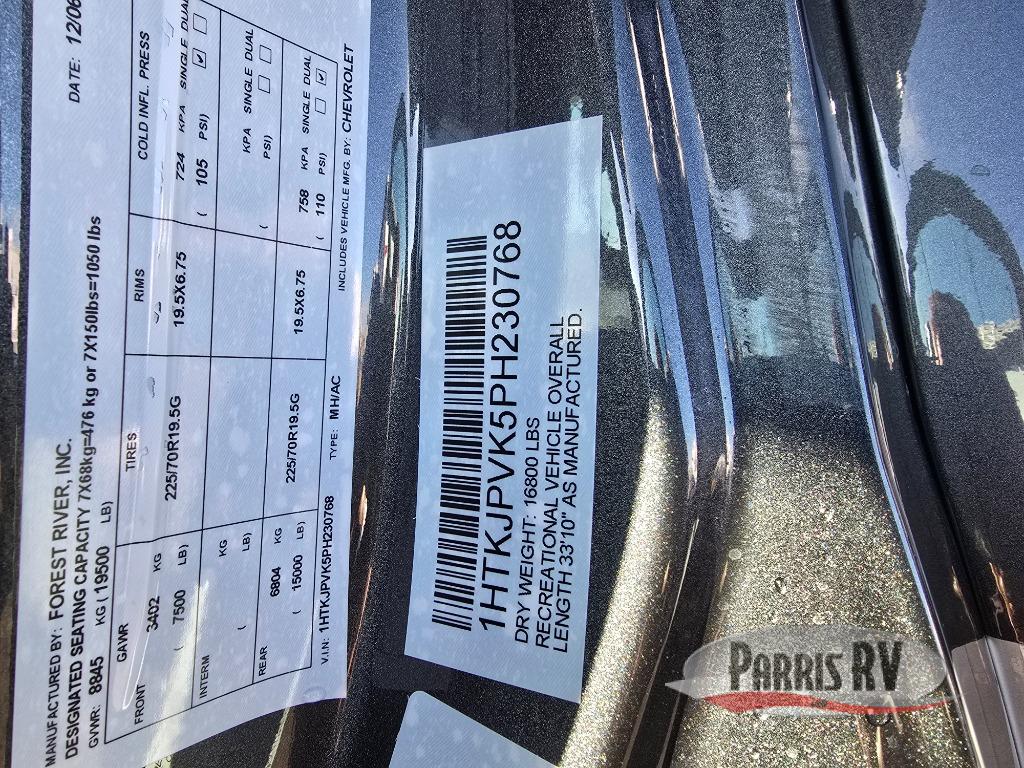 MANUFACTURED BY: FOREST RIVER, INC. DATE: 12/06
DESIGNATED SEATING CAPACITY 7X68kg=476 kg or 7X150lbs=1050 lbs
GVWR: 8845 KG ( 19500 LB)
GAWR TIRES RIMS COLD INFL. PRESS
FRONT 3402 KG 225/70R19.5G 19.5X6.75 724 KPA SINGLE DUAL
( 7500 LB) ( 105 PSI) ☑ ☐
INTERM KG KPA SINGLE DUAL
( LB) ( PSI) ☐ ☐
REAR 6804 KG 225/70R19.5G 19.5X6.75 758 KPA SINGLE DUAL
( 15000 LB) ( 110 PSI) ☐ ☑
V.I.N: 1HTKJPVK5PH230768 TYPE: MH/AC INCLUDES VEHICLE MFG. BY: CHEVROLET
1HTKJPVK5PH230768
DRY WEIGHT: 16800 LBS
RECREATIONAL VEHICLE OVERALL
LENGTH 33'10" AS MANUFACTURED.
PARRIS RV